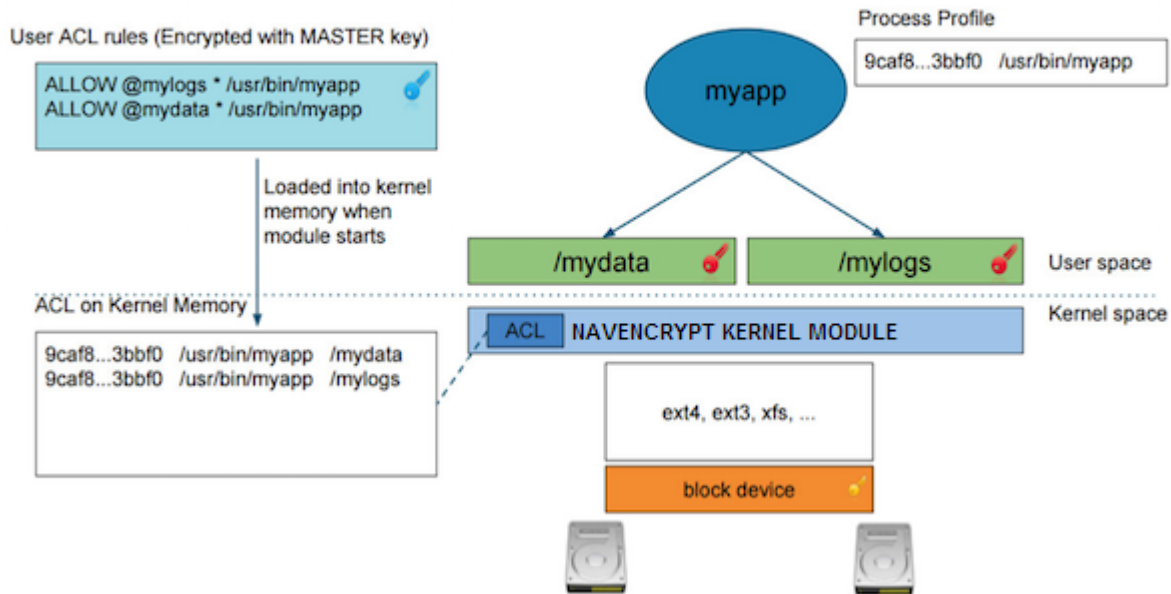 User ACL rules (Encrypted with MASTER key)
ALLOW @mylogs * /usr/bin/myapp
ALLOW @mydata * /usr/bin/myapp
Loaded into kernel
memory when
module starts
ACL on Kernel Memory
9caf8...3bbf0 /usr/bin/myapp /mydata
9caf8...3bbf0 /usr/bin/myapp /mylogs
Process Profile
9caf8...3bbf0 /usr/bin/myapp
myapp
/mydata
/mylogs
User space
Kernel space
ACL
NAVENCRYPT KERNEL MODULE
ext4, ext3, xfs, ...
block device